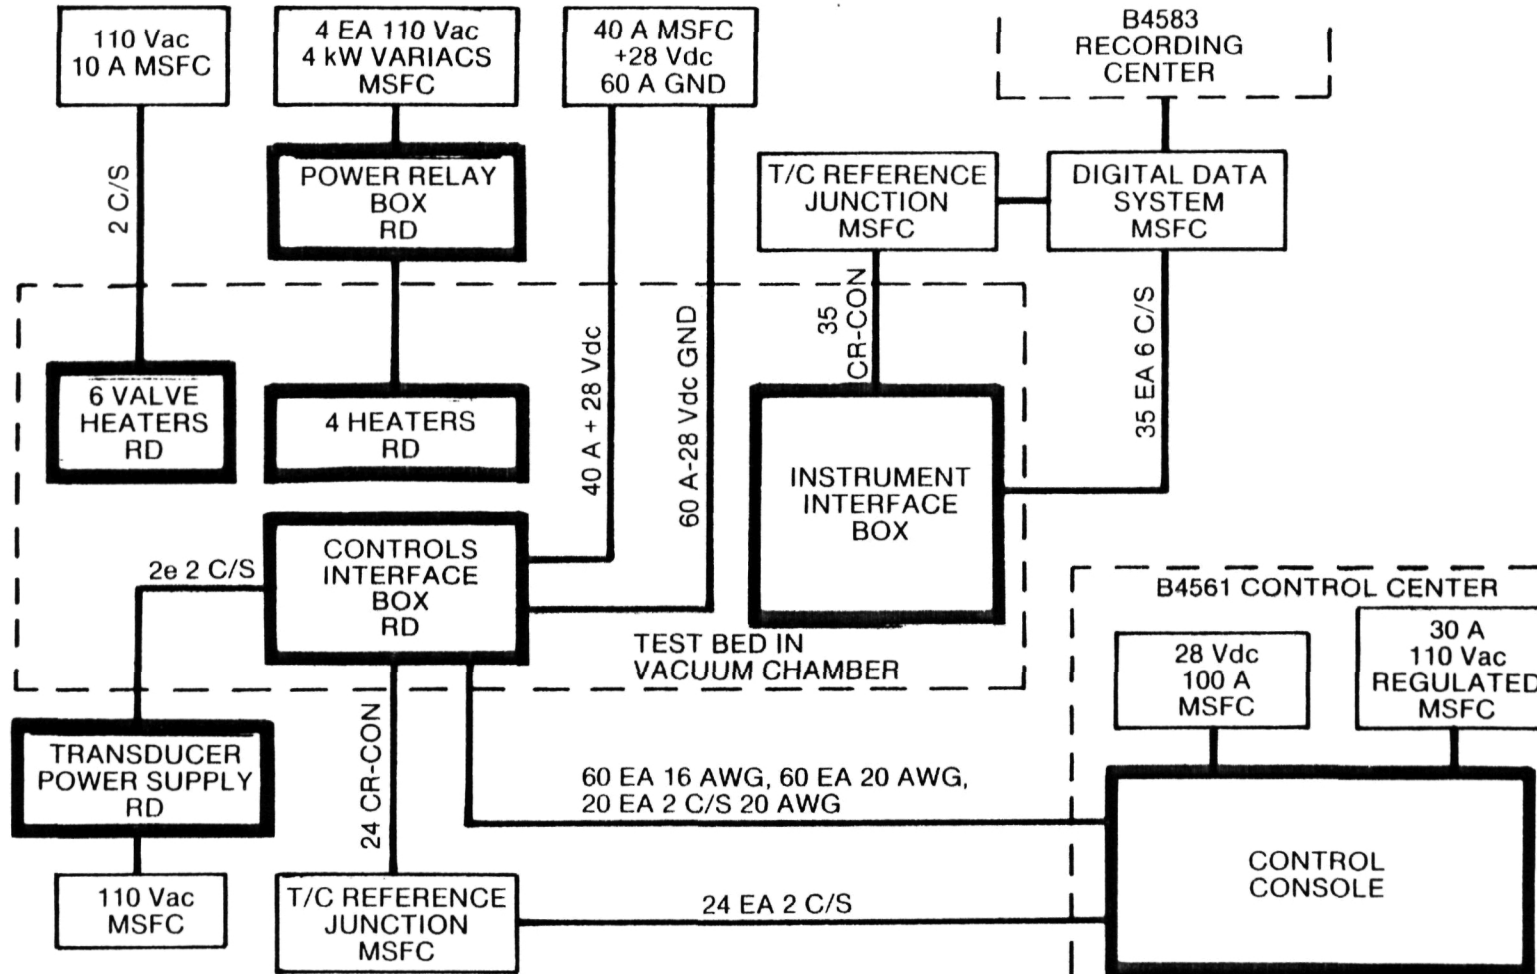 110 Vac
10 A MSFC
4 EA 110 Vac
4 kW VARIACS
MSFC
40 A MSFC
+28 Vdc
60 A GND
B4583
RECORDING
CENTER
2 C/S
POWER RELAY
BOX
RD
T/C REFERENCE
JUNCTION
MSFC
DIGITAL DATA
SYSTEM
MSFC
6 VALVE
HEATERS
RD
4 HEATERS
RD
40 A + 28 Vdc
60 A-28 Vdc GND
35
CR-CON
35 EA 6 C/S
INSTRUMENT
INTERFACE
BOX
2e 2 C/S
CONTROLS
INTERFACE
BOX
RD
TEST BED IN
VACUUM CHAMBER
B4561 CONTROL CENTER
28 Vdc
100 A
MSFC
30 A
110 Vac
REGULATED
MSFC
TRANSDUCER
POWER SUPPLY
RD
24 CR-CON
60 EA 16 AWG, 60 EA 20 AWG,
20 EA 2 C/S 20 AWG
CONTROL
CONSOLE
110 Vac
MSFC
T/C REFERENCE
JUNCTION
MSFC
24 EA 2 C/S